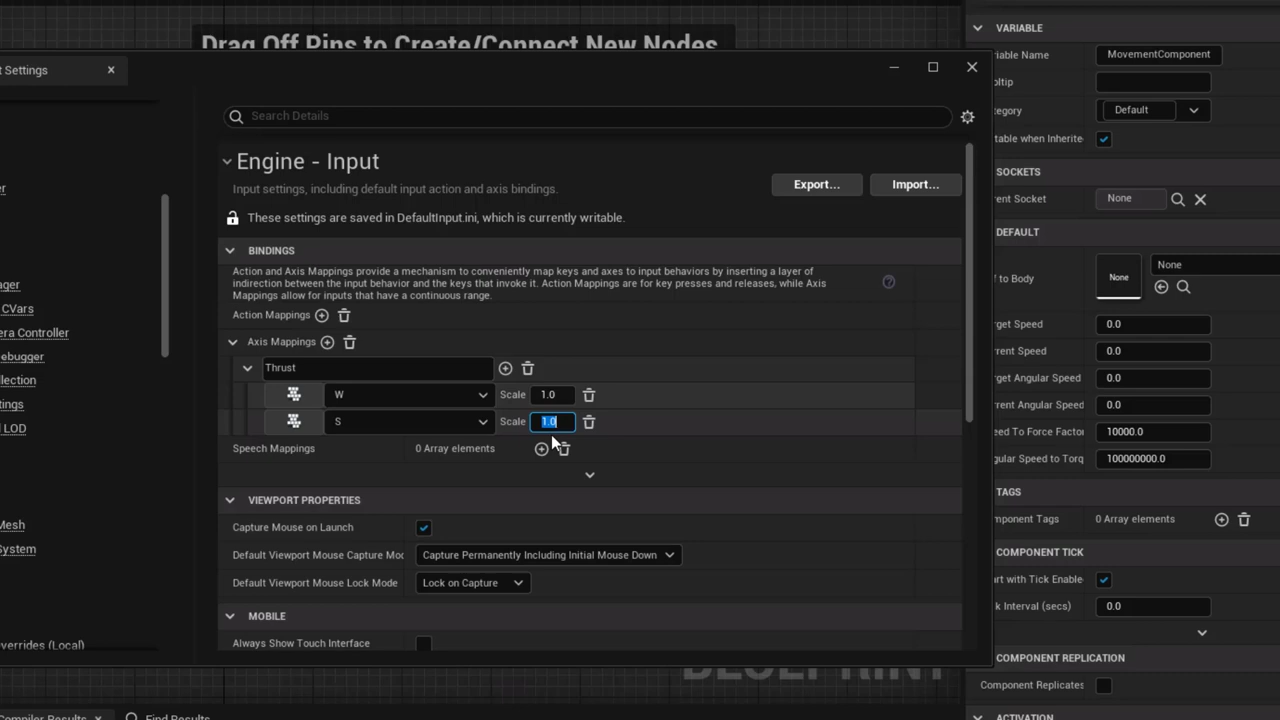 Drag Off Pins to Create/Connect New Nodes
t Settings
Search Details
Engine - Input
Input settings, including default input action and axis bindings.
Export...
Import...
These settings are saved in DefaultInput.ini, which is currently writable.
BINDINGS
Action and Axis Mappings provide a mechanism to conveniently map keys and axes to input behaviors by inserting a layer of
indirection between the input behavior and the keys that invoke it. Action Mappings are for key presses and releases, while Axis
Mappings allow for inputs that have a continuous range.
Action Mappings
Axis Mappings
Thrust
W Scale 1.0
S Scale 1.0
Speech Mappings 0 Array elements
VIEWPORT PROPERTIES
Capture Mouse on Launch
Default Viewport Mouse Capture Moc Capture Permanently Including Initial Mouse Down
Default Viewport Mouse Lock Mode Lock on Capture
MOBILE
Always Show Touch Interface
er
ager
CVars
era Controller
ebugger
llection
tings
LOD
Mesh
System
verrides (Local)
VARIABLE
riable Name MovementComponent
oltip
tegory Default
itable when Inherite
SOCKETS
rent Socket None
DEFAULT
f to Body None None
rget Speed 0.0
rrent Speed 0.0
rget Angular Speed 0.0
rrent Angular Speed 0.0
eed To Force Factor 10000.0
gular Speed to Torq 100000000.0
TAGS
mponent Tags 0 Array elements
COMPONENT TICK
art with Tick Enable
k Interval (secs) 0.0
COMPONENT REPLICATION
Component Replicates
ACTIVATION
BLUEPRINT
Compiler Results
Find Results